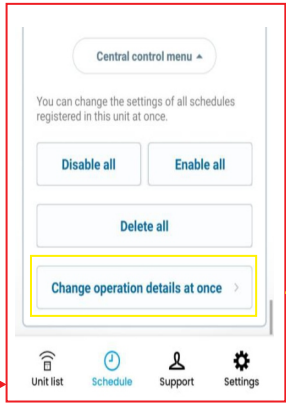 Central control menu
You can change the settings of all schedules
registered in this unit at once.
Disable all
Enable all
Delete all
Change operation details at once
Unit list
Schedule
Support
Settings